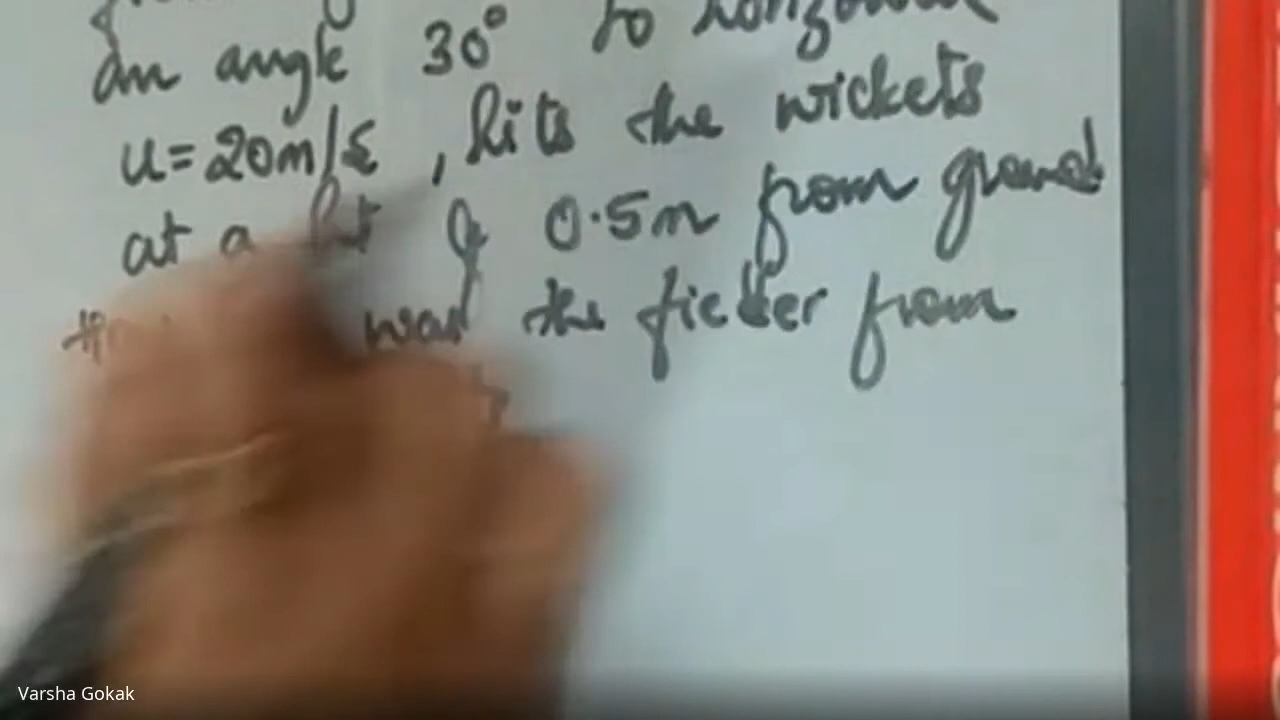 an angle 30° to horizontal
u=20m/s , hits the wickets
at a ht of 0.5m from ground
was the fielder from
Varsha Gokak